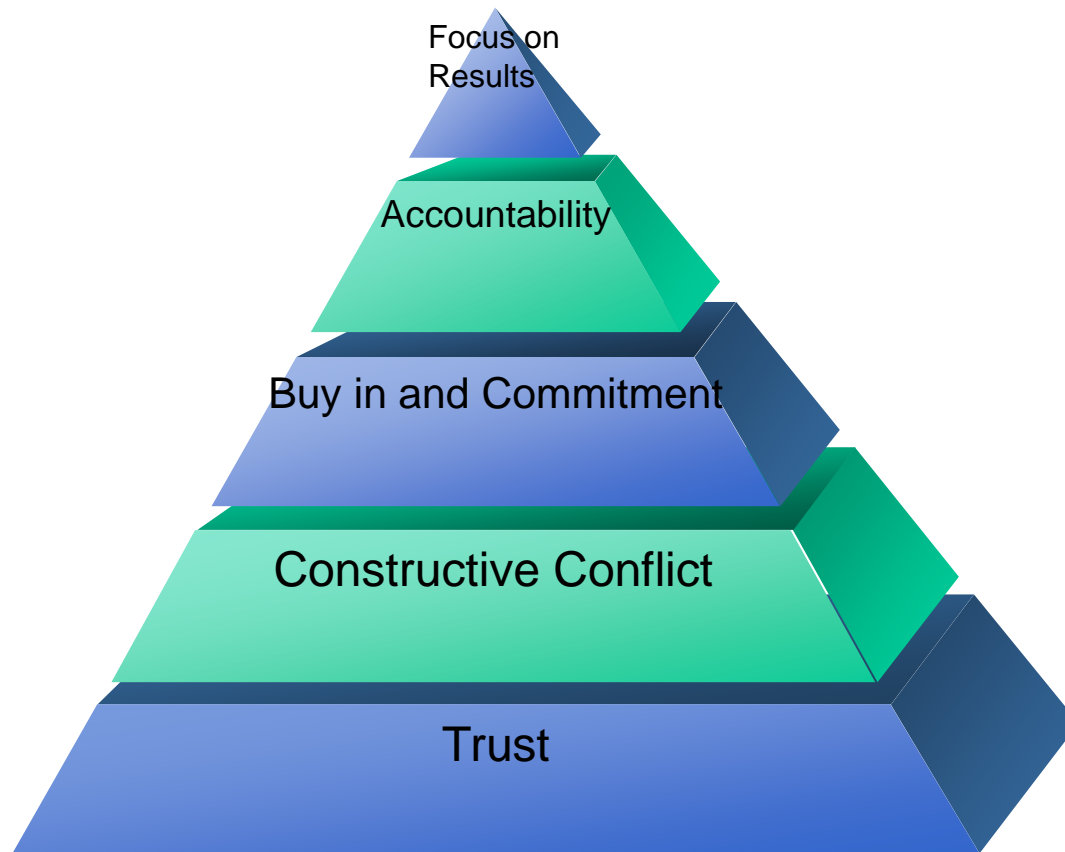 Focus on
Results
Accountability
Buy in and Commitment
Constructive Conflict
Trust